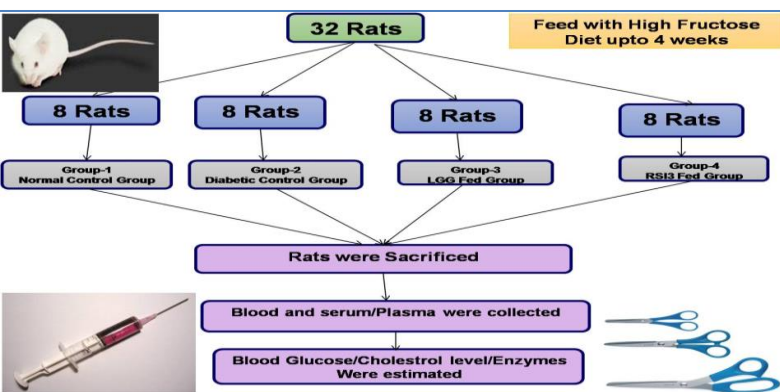 32 Rats
Feed with High Fructose
Diet upto 4 weeks
8 Rats
8 Rats
8 Rats
8 Rats
Group-1
Normal Control Group
Group-2
Diabetic Control Group
Group-3
LGG Fed Group
Group-4
RSI3 Fed Group
Rats were Sacrificed
Blood and serum/Plasma were collected
Blood Glucose/Cholestrol level/Enzymes
Were estimated